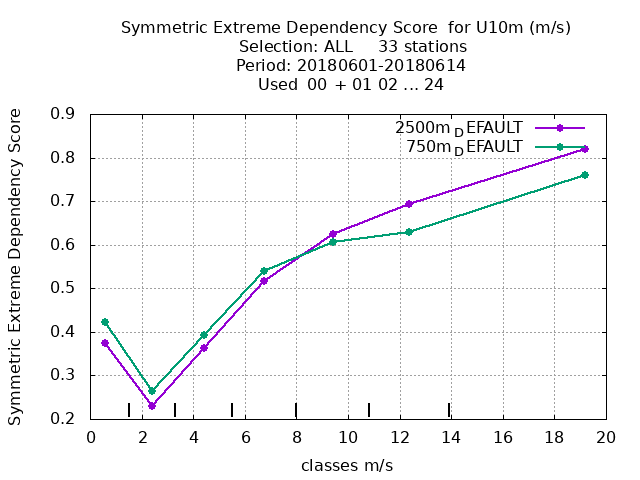 Symmetric Extreme Dependency Score  for U10m (m/s)
Selection: ALL     33 stations
Period: 20180601-20180614
Used  00  + 01 02 ... 24
Symmetric Extreme Dependency Score
0.9
0.8
0.7
0.6
0.5
0.4
0.3
0.2
2500m_DEFAULT
750m_DEFAULT
0 2 4 6 8 10 12 14 16 18 20
classes m/s